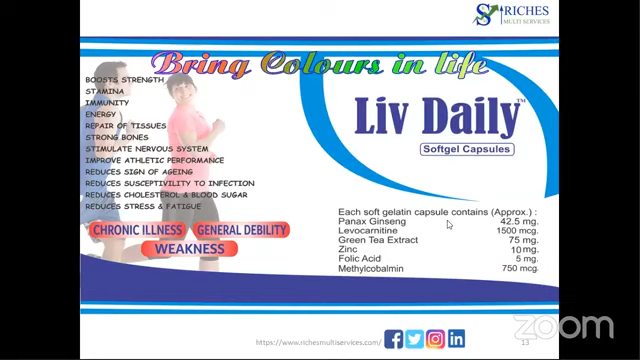 RICHES
MULTI SERVICES
Bring Colours in life
BOOSTS STRENGTH
STAMINA
IMMUNITY
ENERGY
REPAIR OF TISSUES
STRONG BONES
STIMULATE NERVOUS SYSTEM
IMPROVE ATHLETIC PERFORMANCE
REDUCES SIGN OF AGEING
REDUCES SUSCEPTIVITY TO INFECTION
REDUCES CHOLESTEROL & BLOOD SUGAR
REDUCES STRESS & FATIGUE
CHRONIC ILLNESS GENERAL DEBILITY
WEAKNESS
Liv Daily™
Softgel Capsules
Each soft gelatin capsule contains (Approx.) :
Panax Ginseng 42.5 mg.
Levocarnitine 1500 mcg.
Green Tea Extract 75 mg.
Zinc 10 mg.
Folic Acid 5 mg.
Methylcobalmin 750 mcg.
https://www.richesmultiservices.com/
13
zoom